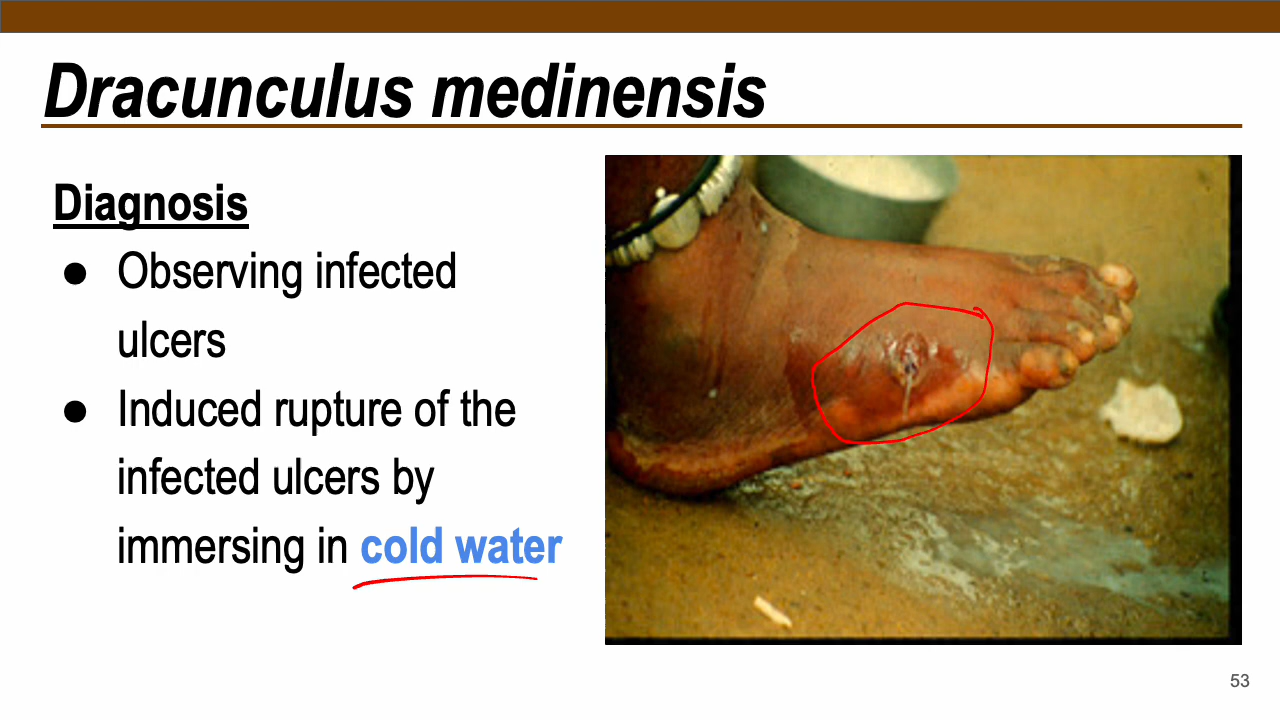 Dracunculus medinensis
Diagnosis
● Observing infected
ulcers
● Induced rupture of the
infected ulcers by
immersing in cold water
53